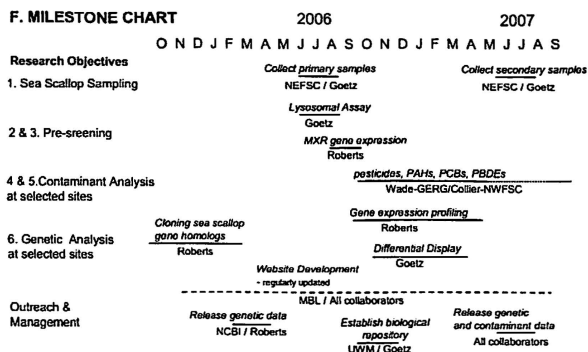 F. MILESTONE CHART
2006 2007
O N D J F M A M J J A S O N D J F M A M J J A S
Research Objectives
Collect primary samples Collect secondary samples
1. Sea Scallop Sampling
NEFSC / Goetz NEFSC / Goetz
Lysosomal Assay
Goetz
2 & 3. Pre-sreening
MXR gene expression
Roberts
pesticides, PAHs, PCBs, PBDEs
4 & 5.Contaminant Analysis
at selected sites
Wade-GERG/Collier-NWFSC
Gene expression profiling
Roberts
Cloning sea scallop
gene homologs
Roberts
6. Genetic Analysis
at selected sites
Differential Display
Goetz
Website Development
- regularly updated
MBL / All collaborators
Outreach &
Management
Release genetic data
NCBI / Roberts
Establish biological
repository
UWM / Goetz
Release genetic
and contaminant data
All collaborators